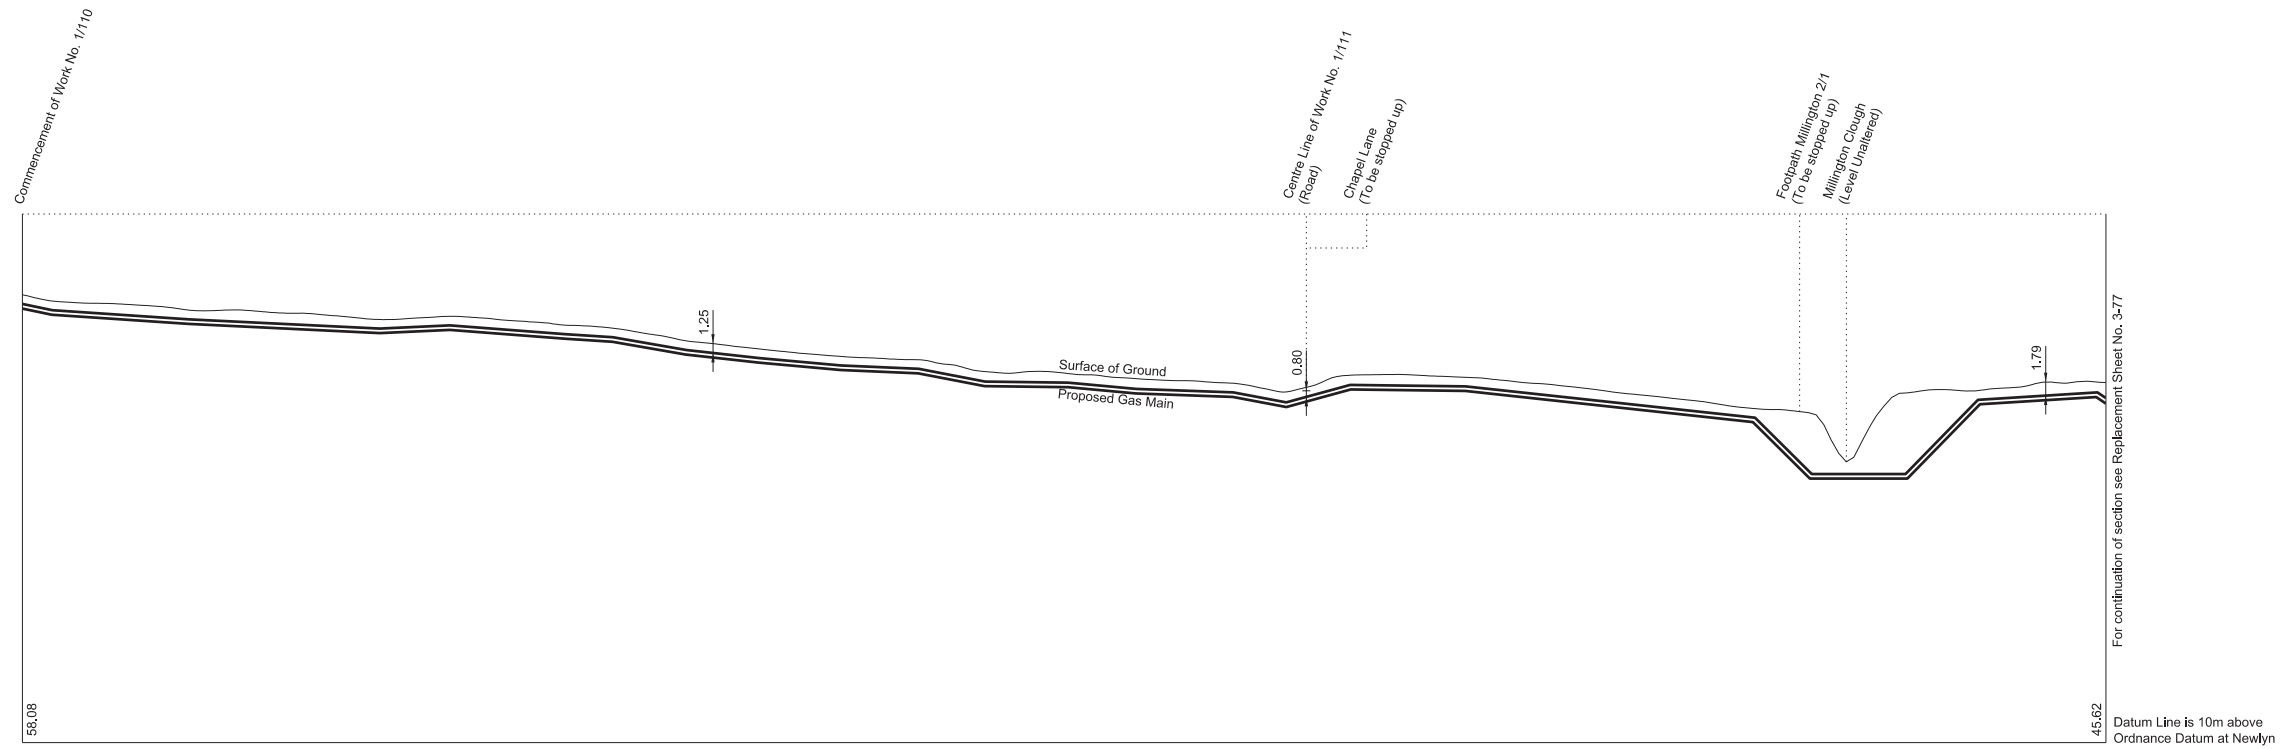 Commencement of Work No. 1/110
Centre Line of Work No. 1/111
(Road)
Chapel Lane
(To be stopped up)
Footpath Millington 2/1
(To be stopped up)
Millington Clough
(Level Unaltered)
1.25
Surface of Ground
Proposed Gas Main
0.80
1.79
For continuation of section see Replacement Sheet No. 3-77
58.08
45.62
Datum Line is 10m above
Ordnance Datum at Newlyn